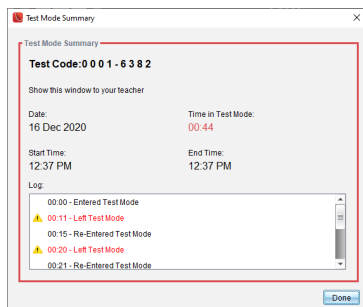 Test Mode Summary
Test Mode Summary
Test Code:0 0 0 1 - 6 3 8 2
Show this window to your teacher
Date:
Time in Test Mode:
16 Dec 2020
00:44
Start Time:
End Time:
12:37 PM
12:37 PM
Log:
00:00 - Entered Test Mode
00:11 - Left Test Mode
00:15 - Re-Entered Test Mode
00:20 - Left Test Mode
00:21 - Re-Entered Test Mode
Done